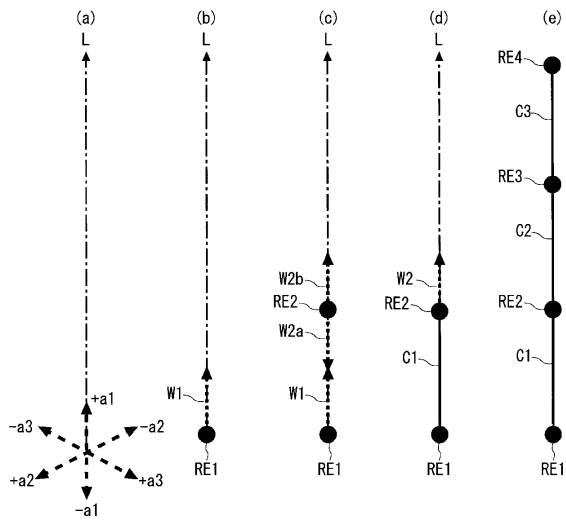 (a) (b) (c) (d) (e)
L L L L
RE4
C3
RE3
W2b W2 C2
RE2 RE2 RE2
W2a
+a1 W1 C1 C1
-a3 -a2 W1
+a2 +a3
-a1 RE1 RE1 RE1 RE1